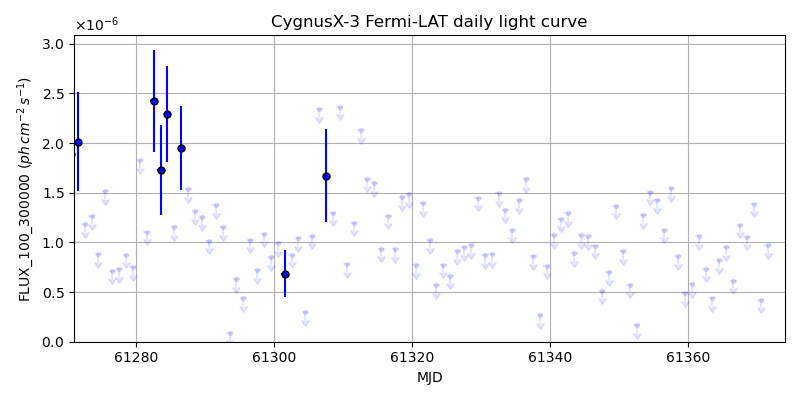 CygnusX-3 Fermi-LAT daily light curve
×10⁻⁶
3.0
2.5
2.0
1.5
1.0
0.5
0.0
FLUX_100_300000 (ph cm⁻² s⁻¹)
61280 61300 61320 61340 61360
MJD